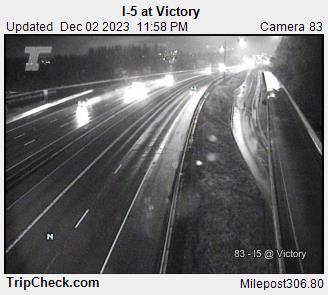 I-5 at Victory
Updated Dec 02 2023 11:58 PM Camera 83
T
N
83 - I5 @ Victory
TripCheck.com Milepost306.80